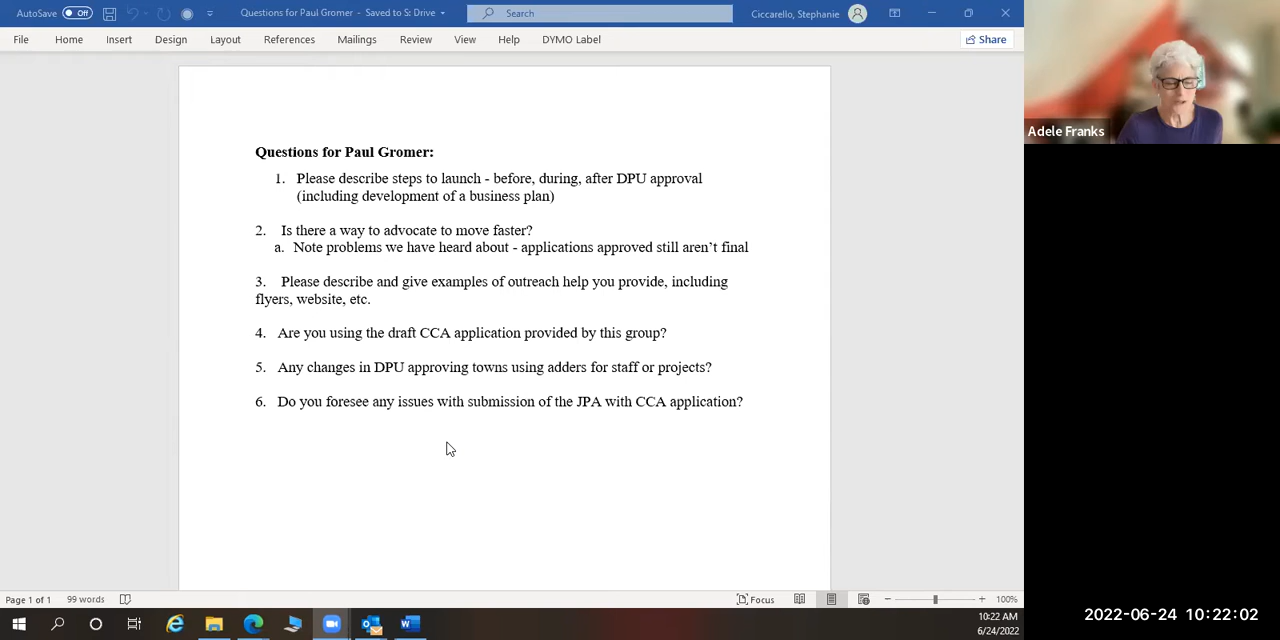 AutoSave Off Questions for Paul Gromer - Saved to S: Drive Search Ciccarello, Stephanie
File Home Insert Design Layout References Mailings Review View Help DYMO Label Share
Adele Franks
Questions for Paul Gromer:
1. Please describe steps to launch - before, during, after DPU approval
(including development of a business plan)
2. Is there a way to advocate to move faster?
a. Note problems we have heard about - applications approved still aren't final
3. Please describe and give examples of outreach help you provide, including
flyers, website, etc.
4. Are you using the draft CCA application provided by this group?
5. Any changes in DPU approving towns using adders for staff or projects?
6. Do you foresee any issues with submission of the JPA with CCA application?
Page 1 of 1 99 words Focus 100%
10:22 AM
6/24/2022
2022-06-24 10:22:02